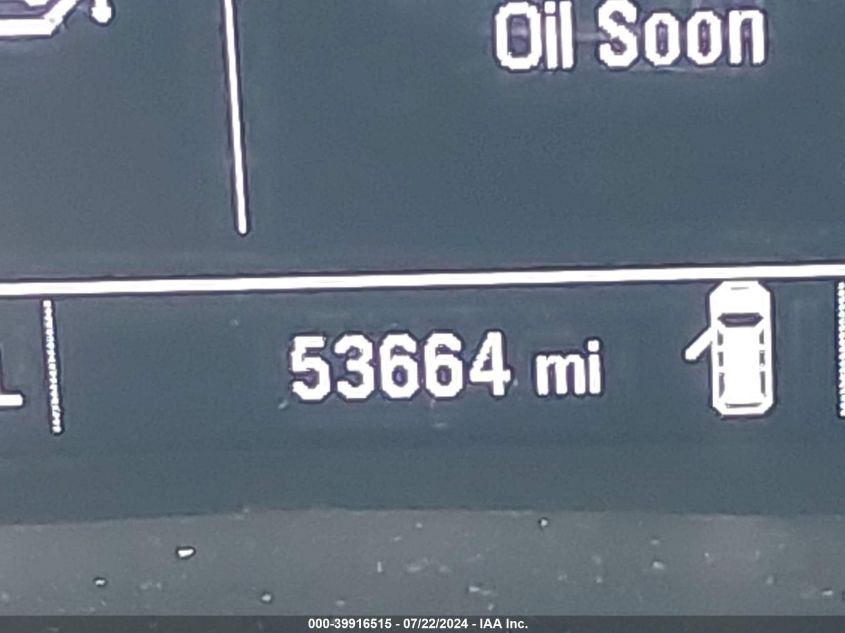 Oil Soon
53664 mi
000-39916515 - 07/22/2024 - IAA Inc.